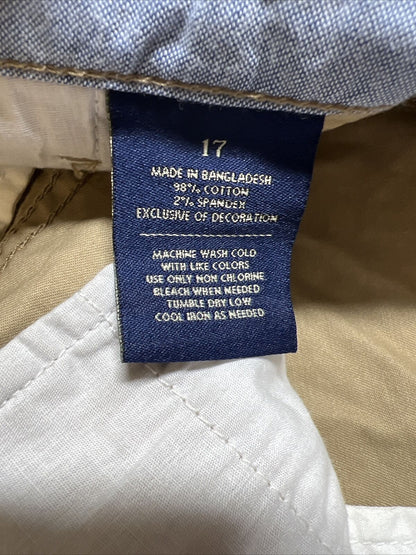 17
MADE IN BANGLADESH
98% COTTON
2% SPANDEX
EXCLUSIVE OF DECORATION
MACHINE WASH COLD
WITH LIKE COLORS
USE ONLY NON CHLORINE
BLEACH WHEN NEEDED
TUMBLE DRY LOW
COOL IRON AS NEEDED